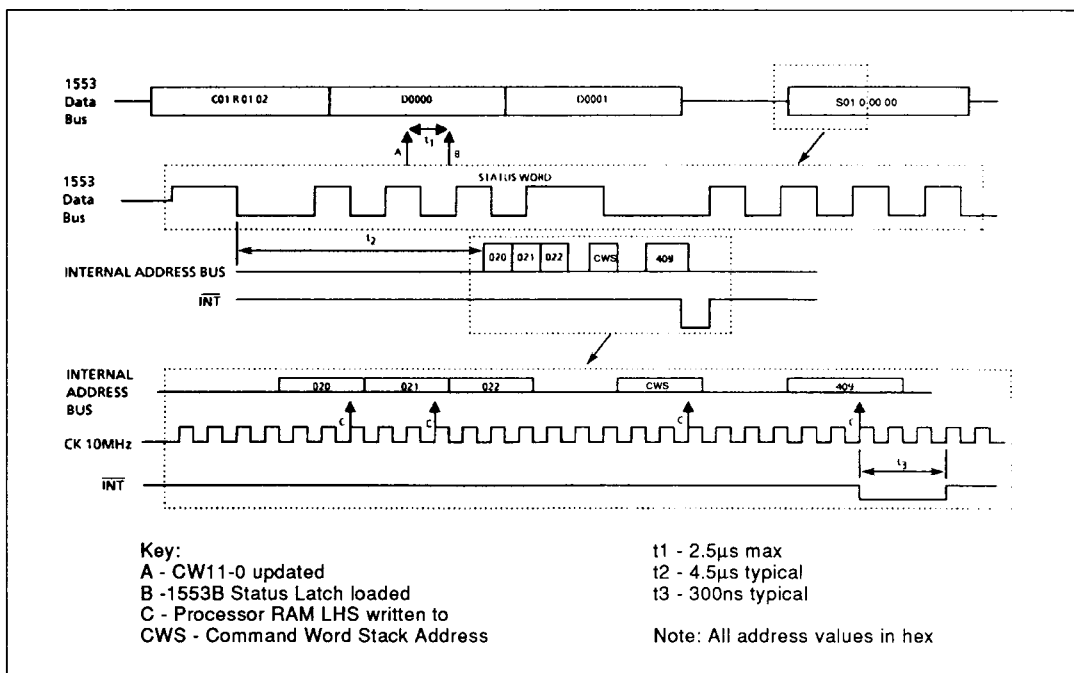 1553
Data
Bus
C01 R 01 02
D0000
D0001
S01 0 00 00
t1
A
B
STATUS WORD
1553
Data
Bus
t2
020
021
022
CWS
409
INTERNAL ADDRESS BUS
INT
INTERNAL
ADDRESS
BUS
020
021
022
CWS
409
C
C
C
C
CK 10MHz
t3
INT
Key:
A - CW11-0 updated
B -1553B Status Latch loaded
C - Processor RAM LHS written to
CWS - Command Word Stack Address
t1 - 2.5µs max
t2 - 4.5µs typical
t3 - 300ns typical
Note: All address values in hex